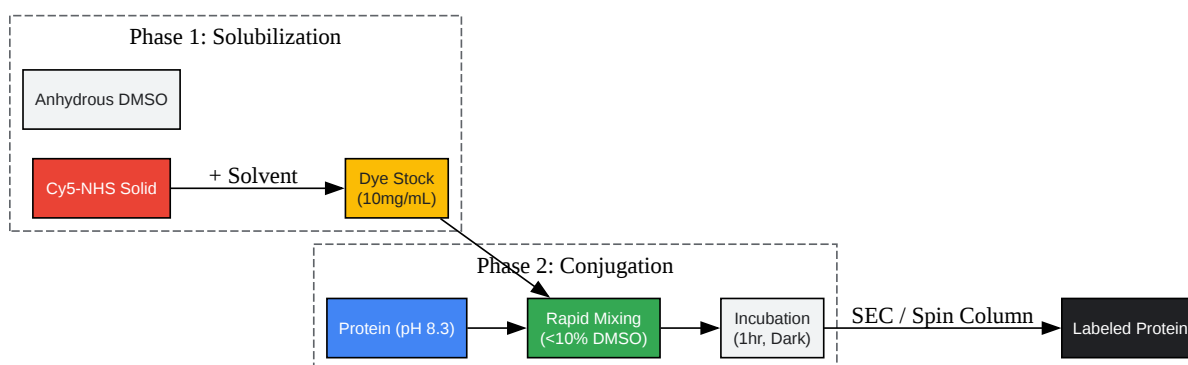 Phase 1: Solubilization
Anhydrous DMSO
Cy5-NHS Solid
+ Solvent
Dye Stock
(10mg/mL)
Phase 2: Conjugation
Protein (pH 8.3)
Rapid Mixing
(<10% DMSO)
Incubation
(1hr, Dark)
SEC / Spin Column
Labeled Protein